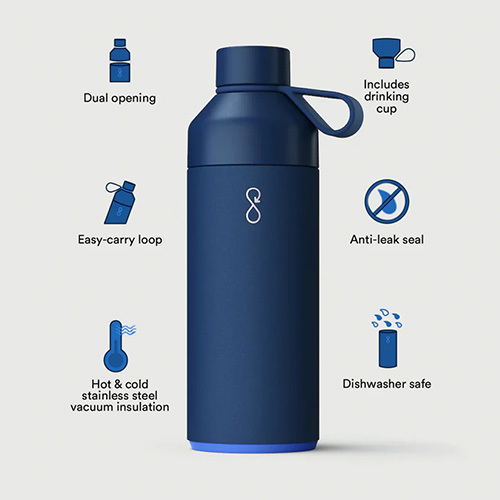 Dual opening
Includes
drinking
cup
Easy-carry loop
Anti-leak seal
Hot & cold
stainless steel
vacuum insulation
Dishwasher safe